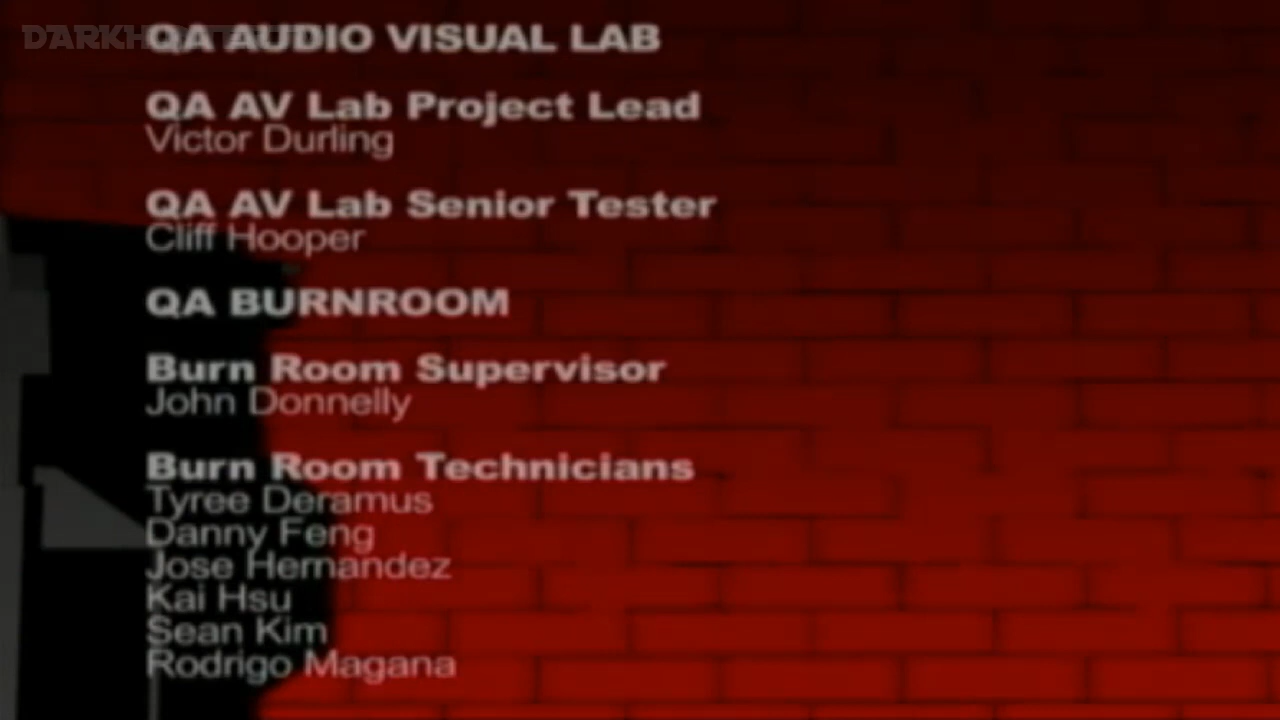 QA AUDIO VISUAL LAB
QA AV Lab Project Lead
Victor Durling
QA AV Lab Senior Tester
Cliff Hooper
QA BURNROOM
Burn Room Supervisor
John Donnelly
Burn Room Technicians
Tyree Deramus
Danny Feng
Jose Hernandez
Kai Hsu
Sean Kim
Rodrigo Magana